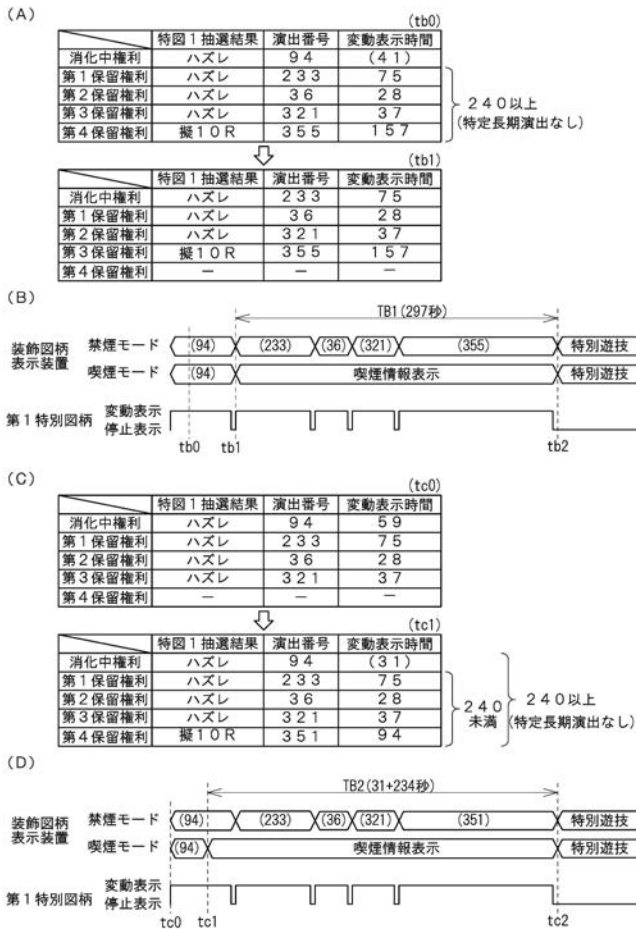 (A)
(tb0)
特図1抽選結果 演出番号 変動表示時間
消化中権利 ハズレ 94 (41)
第1保留権利 ハズレ 233 75
第2保留権利 ハズレ 36 28
第3保留権利 ハズレ 321 37
第4保留権利 擬10R 355 157
240以上
(特定長期演出なし)
(tb1)
特図1抽選結果 演出番号 変動表示時間
消化中権利 ハズレ 233 75
第1保留権利 ハズレ 36 28
第2保留権利 ハズレ 321 37
第3保留権利 擬10R 355 157
第4保留権利 － － －
(B)
TB1(297秒)
装飾図柄
表示装置
禁煙モード (94) (233) (36) (321) (355) 特別遊技
喫煙モード (94) 喫煙情報表示 特別遊技
第1特別図柄
変動表示
停止表示
tb0 tb1 tb2
(C)
(tc0)
特図1抽選結果 演出番号 変動表示時間
消化中権利 ハズレ 94 59
第1保留権利 ハズレ 233 75
第2保留権利 ハズレ 36 28
第3保留権利 ハズレ 321 37
第4保留権利 － － －
(tc1)
特図1抽選結果 演出番号 変動表示時間
消化中権利 ハズレ 94 (31)
第1保留権利 ハズレ 233 75
第2保留権利 ハズレ 36 28
第3保留権利 ハズレ 321 37
第4保留権利 擬10R 351 94
240
未満
240以上
(特定長期演出なし)
(D)
TB2(31+234秒)
装飾図柄
表示装置
禁煙モード (94) (233) (36) (321) (351) 特別遊技
喫煙モード (94) 喫煙情報表示 特別遊技
第1特別図柄
変動表示
停止表示
tc0 tc1 tc2